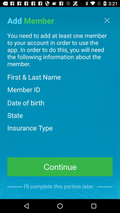 3:21
Add Member
You need to add at least one member
to your account in order to use the
app. In order to do this, you will need
the following information about the
member.
First & Last Name
Member ID
Date of birth
State
Insurance Type
Continue
I'll complete this portion later.